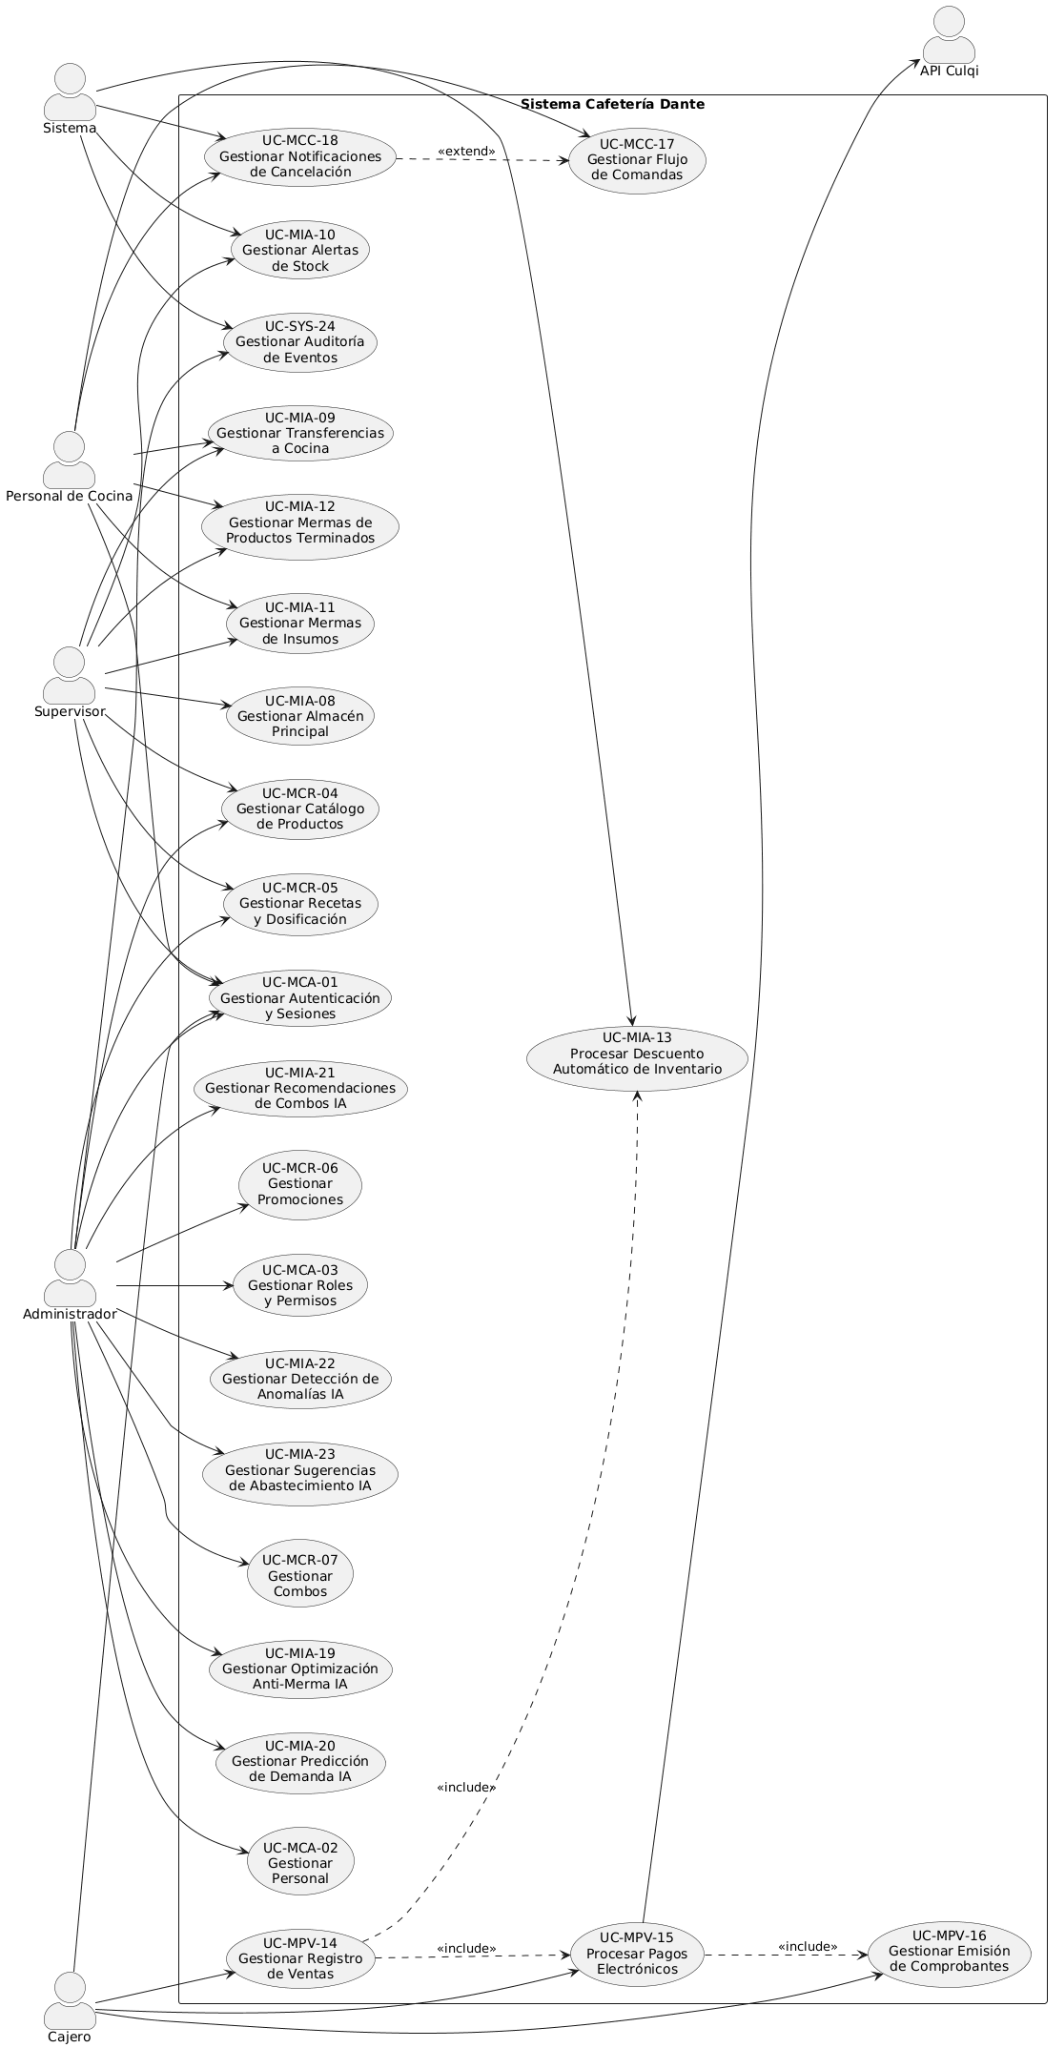 API Culqi
Sistema Cafetería Dante
Sistema
UC-MCC-18
Gestionar Notificaciones
de Cancelación
«extend»
UC-MCC-17
Gestionar Flujo
de Comandas
UC-MIA-10
Gestionar Alertas
de Stock
UC-SYS-24
Gestionar Auditoría
de Eventos
UC-MIA-09
Gestionar Transferencias
a Cocina
Personal de Cocina
UC-MIA-12
Gestionar Mermas de
Productos Terminados
UC-MIA-11
Gestionar Mermas
de Insumos
Supervisor
UC-MIA-08
Gestionar Almacén
Principal
UC-MCR-04
Gestionar Catálogo
de Productos
UC-MCR-05
Gestionar Recetas
y Dosificación
UC-MCA-01
Gestionar Autenticación
y Sesiones
UC-MIA-13
Procesar Descuento
Automático de Inventario
UC-MIA-21
Gestionar Recomendaciones
de Combos IA
UC-MCR-06
Gestionar
Promociones
UC-MCA-03
Gestionar Roles
y Permisos
Administrador
UC-MIA-22
Gestionar Detección de
Anomalías IA
UC-MIA-23
Gestionar Sugerencias
de Abastecimiento IA
UC-MCR-07
Gestionar
Combos
UC-MIA-19
Gestionar Optimización
Anti-Merma IA
UC-MIA-20
Gestionar Predicción
de Demanda IA
«include»
UC-MCA-02
Gestionar
Personal
UC-MPV-14
Gestionar Registro
de Ventas
«include»
UC-MPV-15
Procesar Pagos
Electrónicos
«include»
UC-MPV-16
Gestionar Emisión
de Comprobantes
Cajero